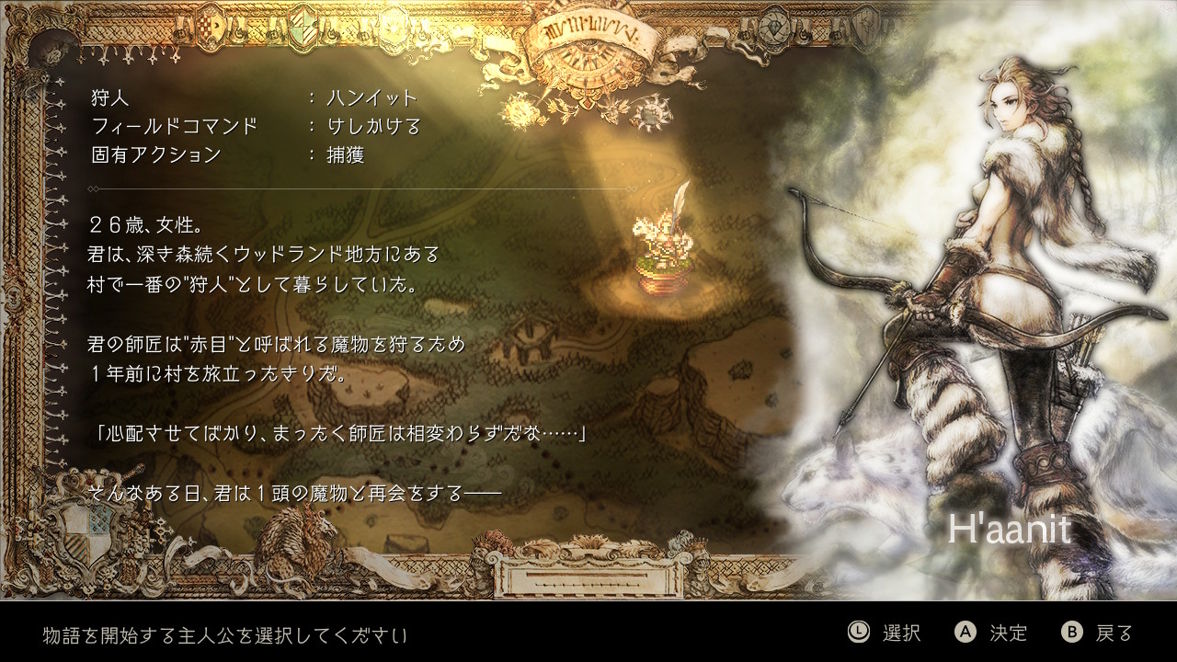 狩人 : ハンイット
フィールドコマンド : けしかける
固有アクション : 捕獲
２６歳、女性。
君は、深き森続くウッドランド地方にある
村で一番の"狩人"として暮らしていた。
君の師匠は"赤目"と呼ばれる魔物を狩るため
１年前に村を旅立ったきりだ。
「心配させてばかり、まったく師匠は相変わらずだな……」
そんなある日、君は１頭の魔物と再会をする――
H'aanit
物語を開始する主人公を選択してください
L 選択 A 決定 B 戻る